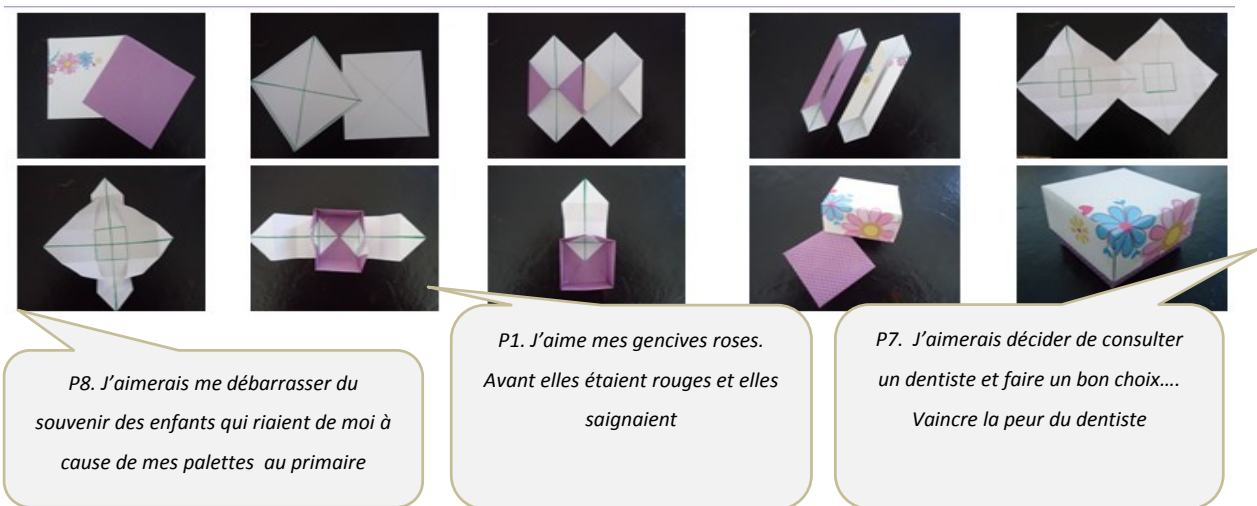 P8. J’aimerais me débarrasser du
souvenir des enfants qui riaient de moi à
cause de mes palettes au primaire
P1. J’aime mes gencives roses.
Avant elles étaient rouges et elles
saignaient
P7. J’aimerais décider de consulter
un dentiste et faire un bon choix….
Vaincre la peur du dentiste